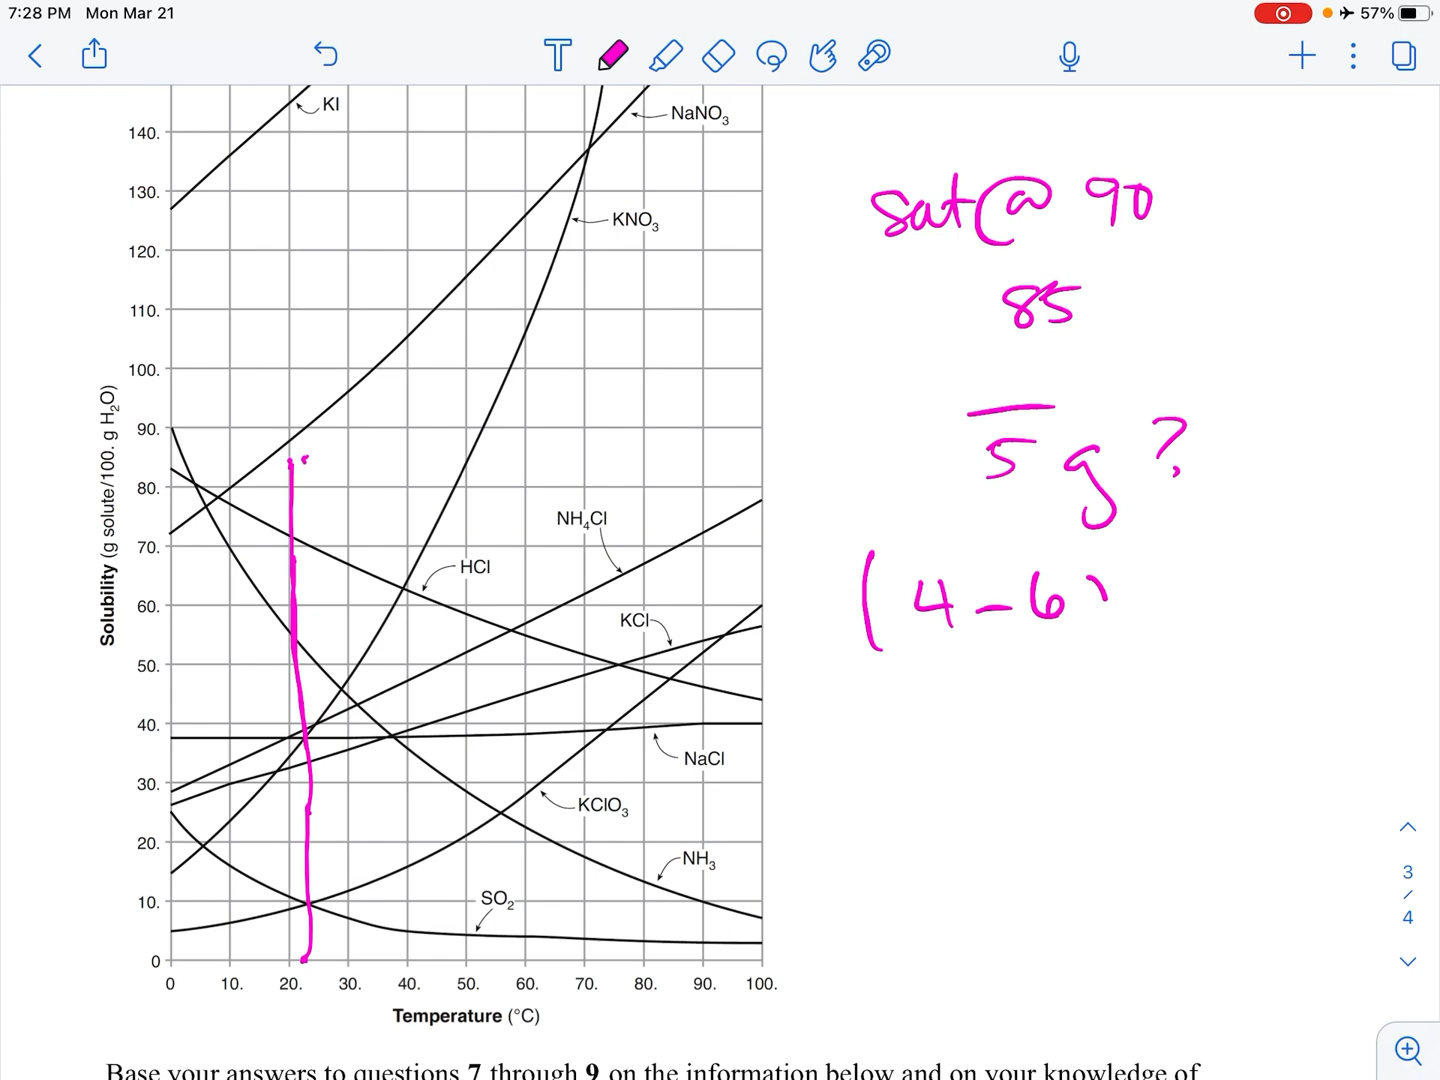 7:28 PM Mon Mar 21
57%
T
KI
NaNO₃
KNO₃
NH₄Cl
HCl
KCl
NaCl
KClO₃
NH₃
SO₂
Solubility (g solute/100. g H₂O)
140.
130.
120.
110.
100.
90.
80.
70.
60.
50.
40.
30.
20.
10.
0
0 10. 20. 30. 40. 50. 60. 70. 80. 90. 100.
Temperature (°C)
sat @ 90
85
5 g ?
(4-6)
3
/
4
Base your answers to questions 7 through 9 on the information below and on your knowledge of